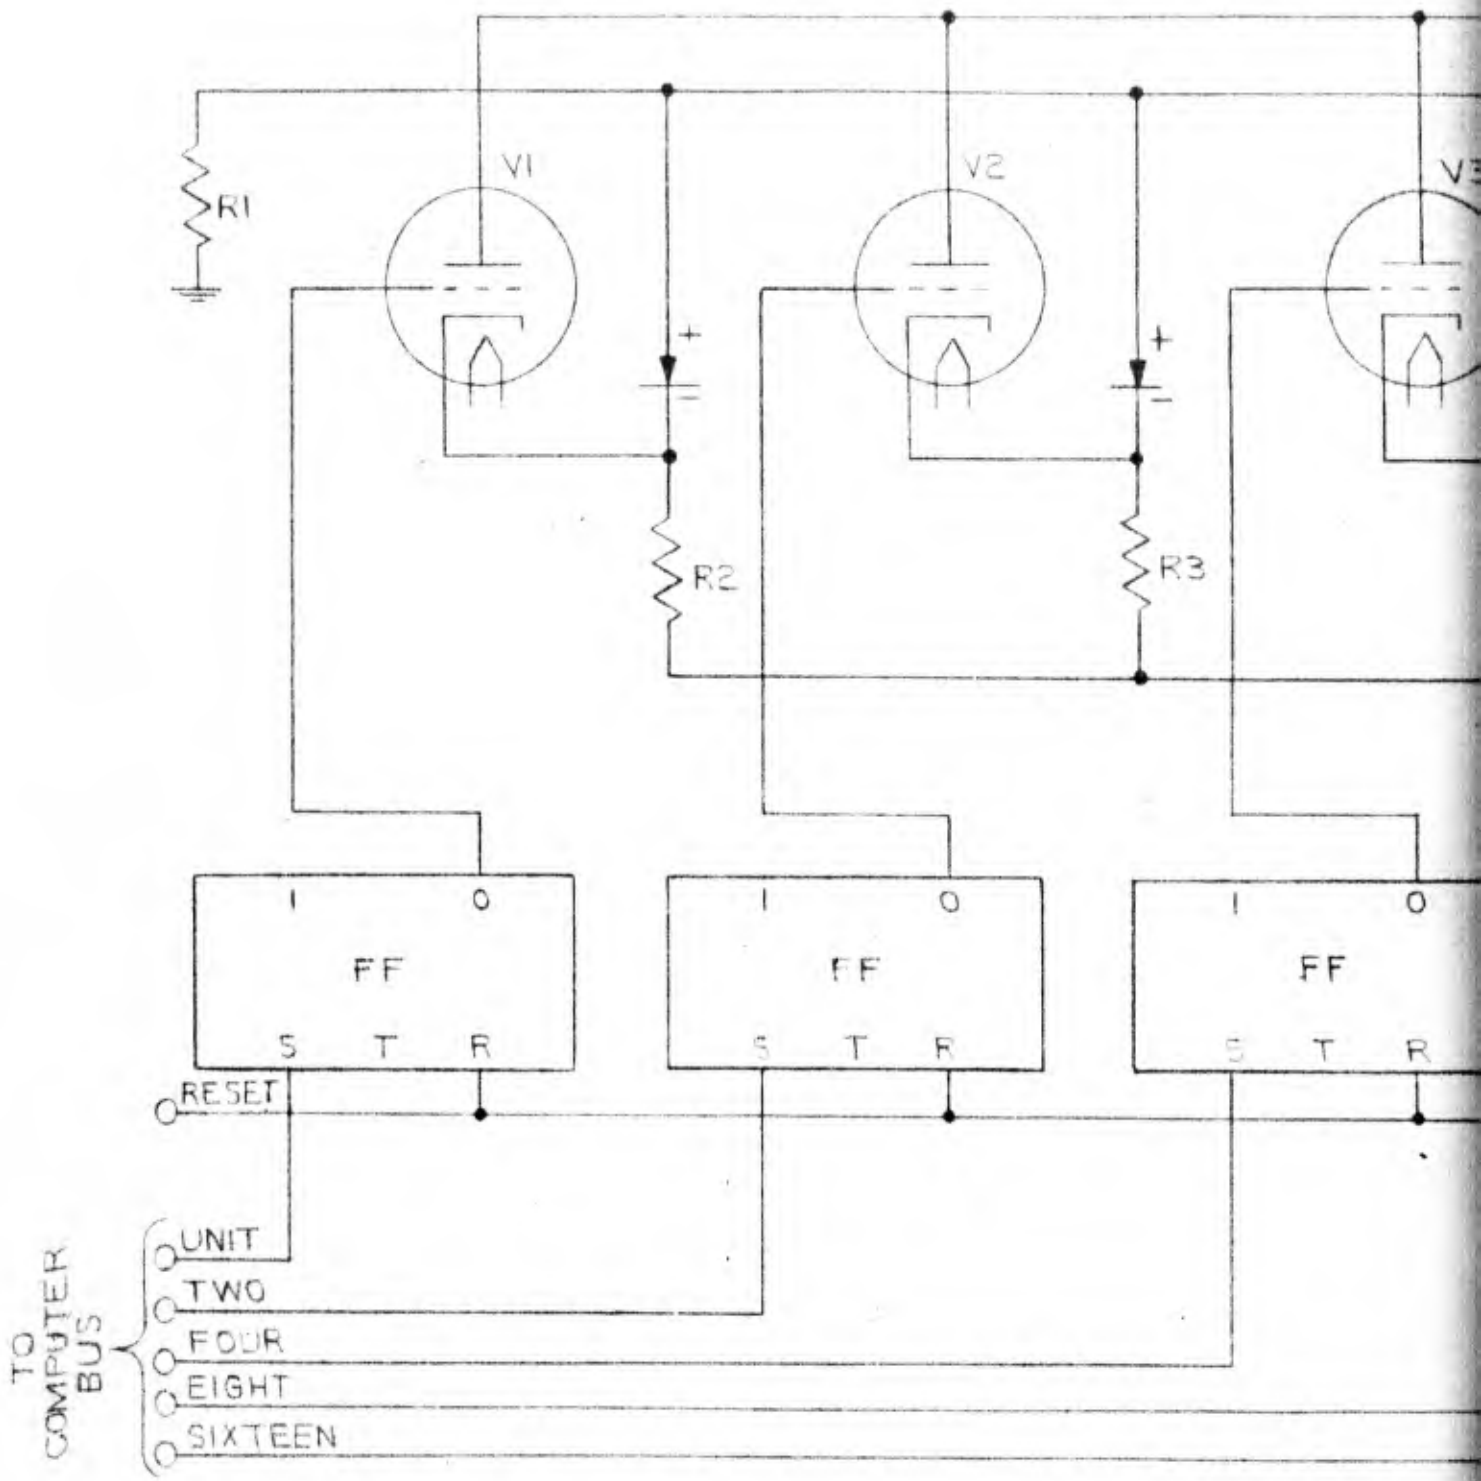 V1
V2
V3
R1
+
+
−
−
R2
R3
1 0
1 0
1 0
FF
FF
FF
S T R
S T R
S T R
RESET
UNIT
TWO
FOUR
EIGHT
SIXTEEN
TO
COMPUTER
BUS